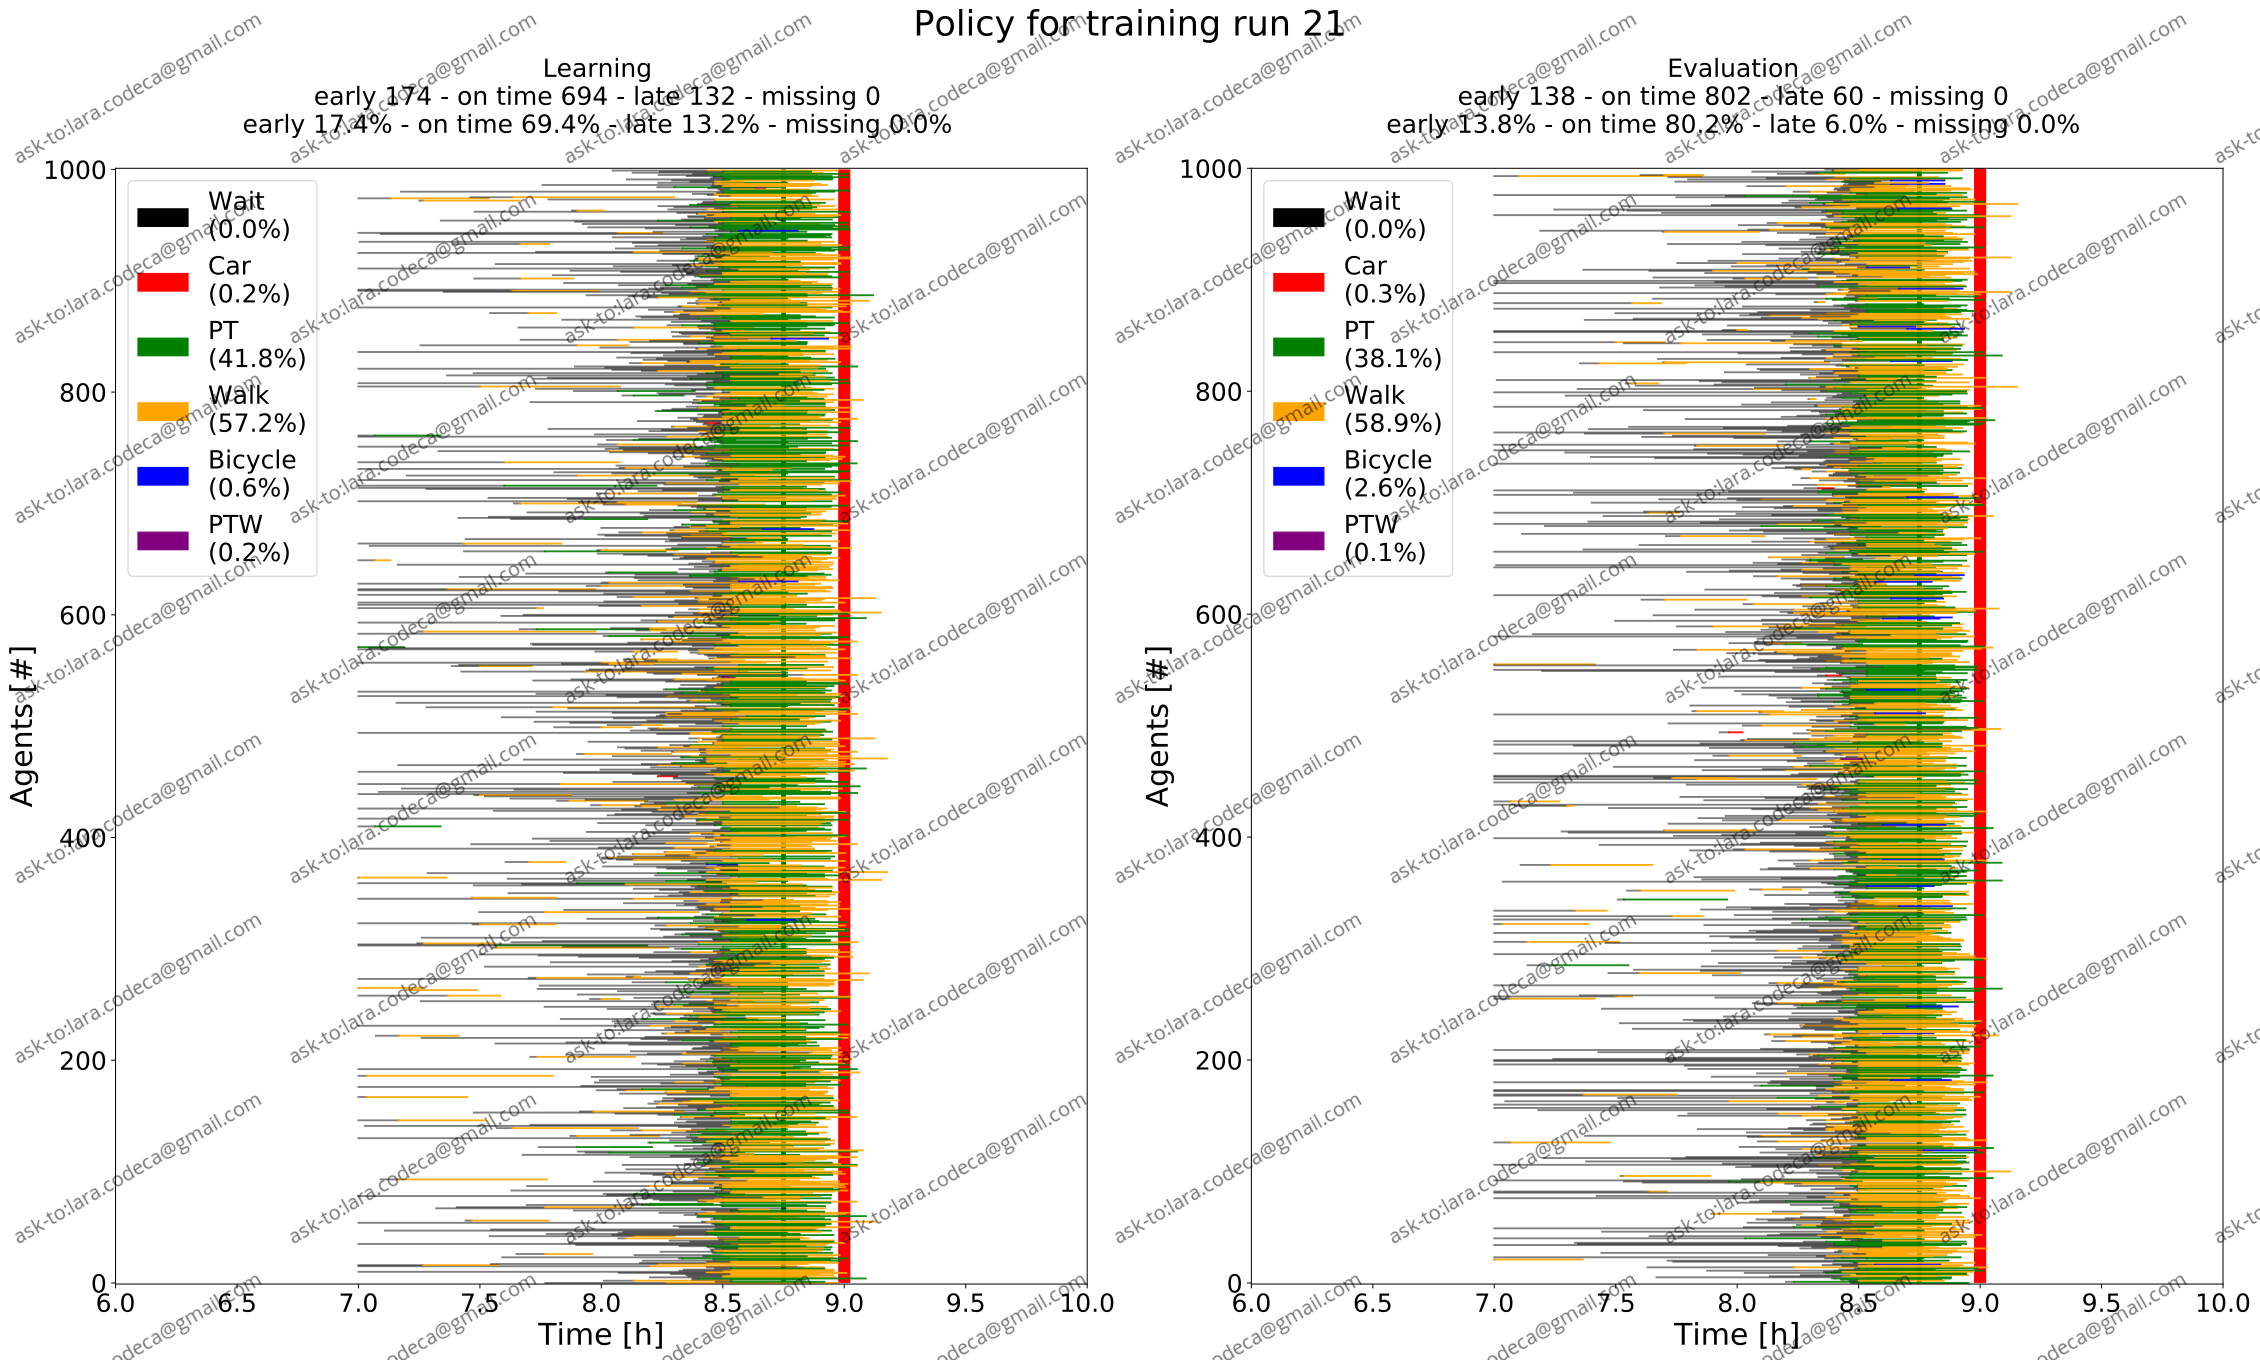 Policy for training run 21
Learning
early 174 - on time 694 - late 132 - missing 0
early 17.4% - on time 69.4% - late 13.2% - missing 0.0%
1000
800
600
400
200
0
Agents [#]
Wait
(0.0%)
Car
(0.2%)
PT
(41.8%)
Walk
(57.2%)
Bicycle
(0.6%)
PTW
(0.2%)
6.0 6.5 7.0 7.5 8.0 8.5 9.0 9.5 10.0
Time [h]
Evaluation
early 138 - on time 802 - late 60 - missing 0
early 13.8% - on time 80.2% - late 6.0% - missing 0.0%
1000
800
600
400
200
0
Agents [#]
Wait
(0.0%)
Car
(0.3%)
PT
(38.1%)
Walk
(58.9%)
Bicycle
(2.6%)
PTW
(0.1%)
6.0 6.5 7.0 7.5 8.0 8.5 9.0 9.5 10.0
Time [h]
ask-to:lara.codeca@gmail.com